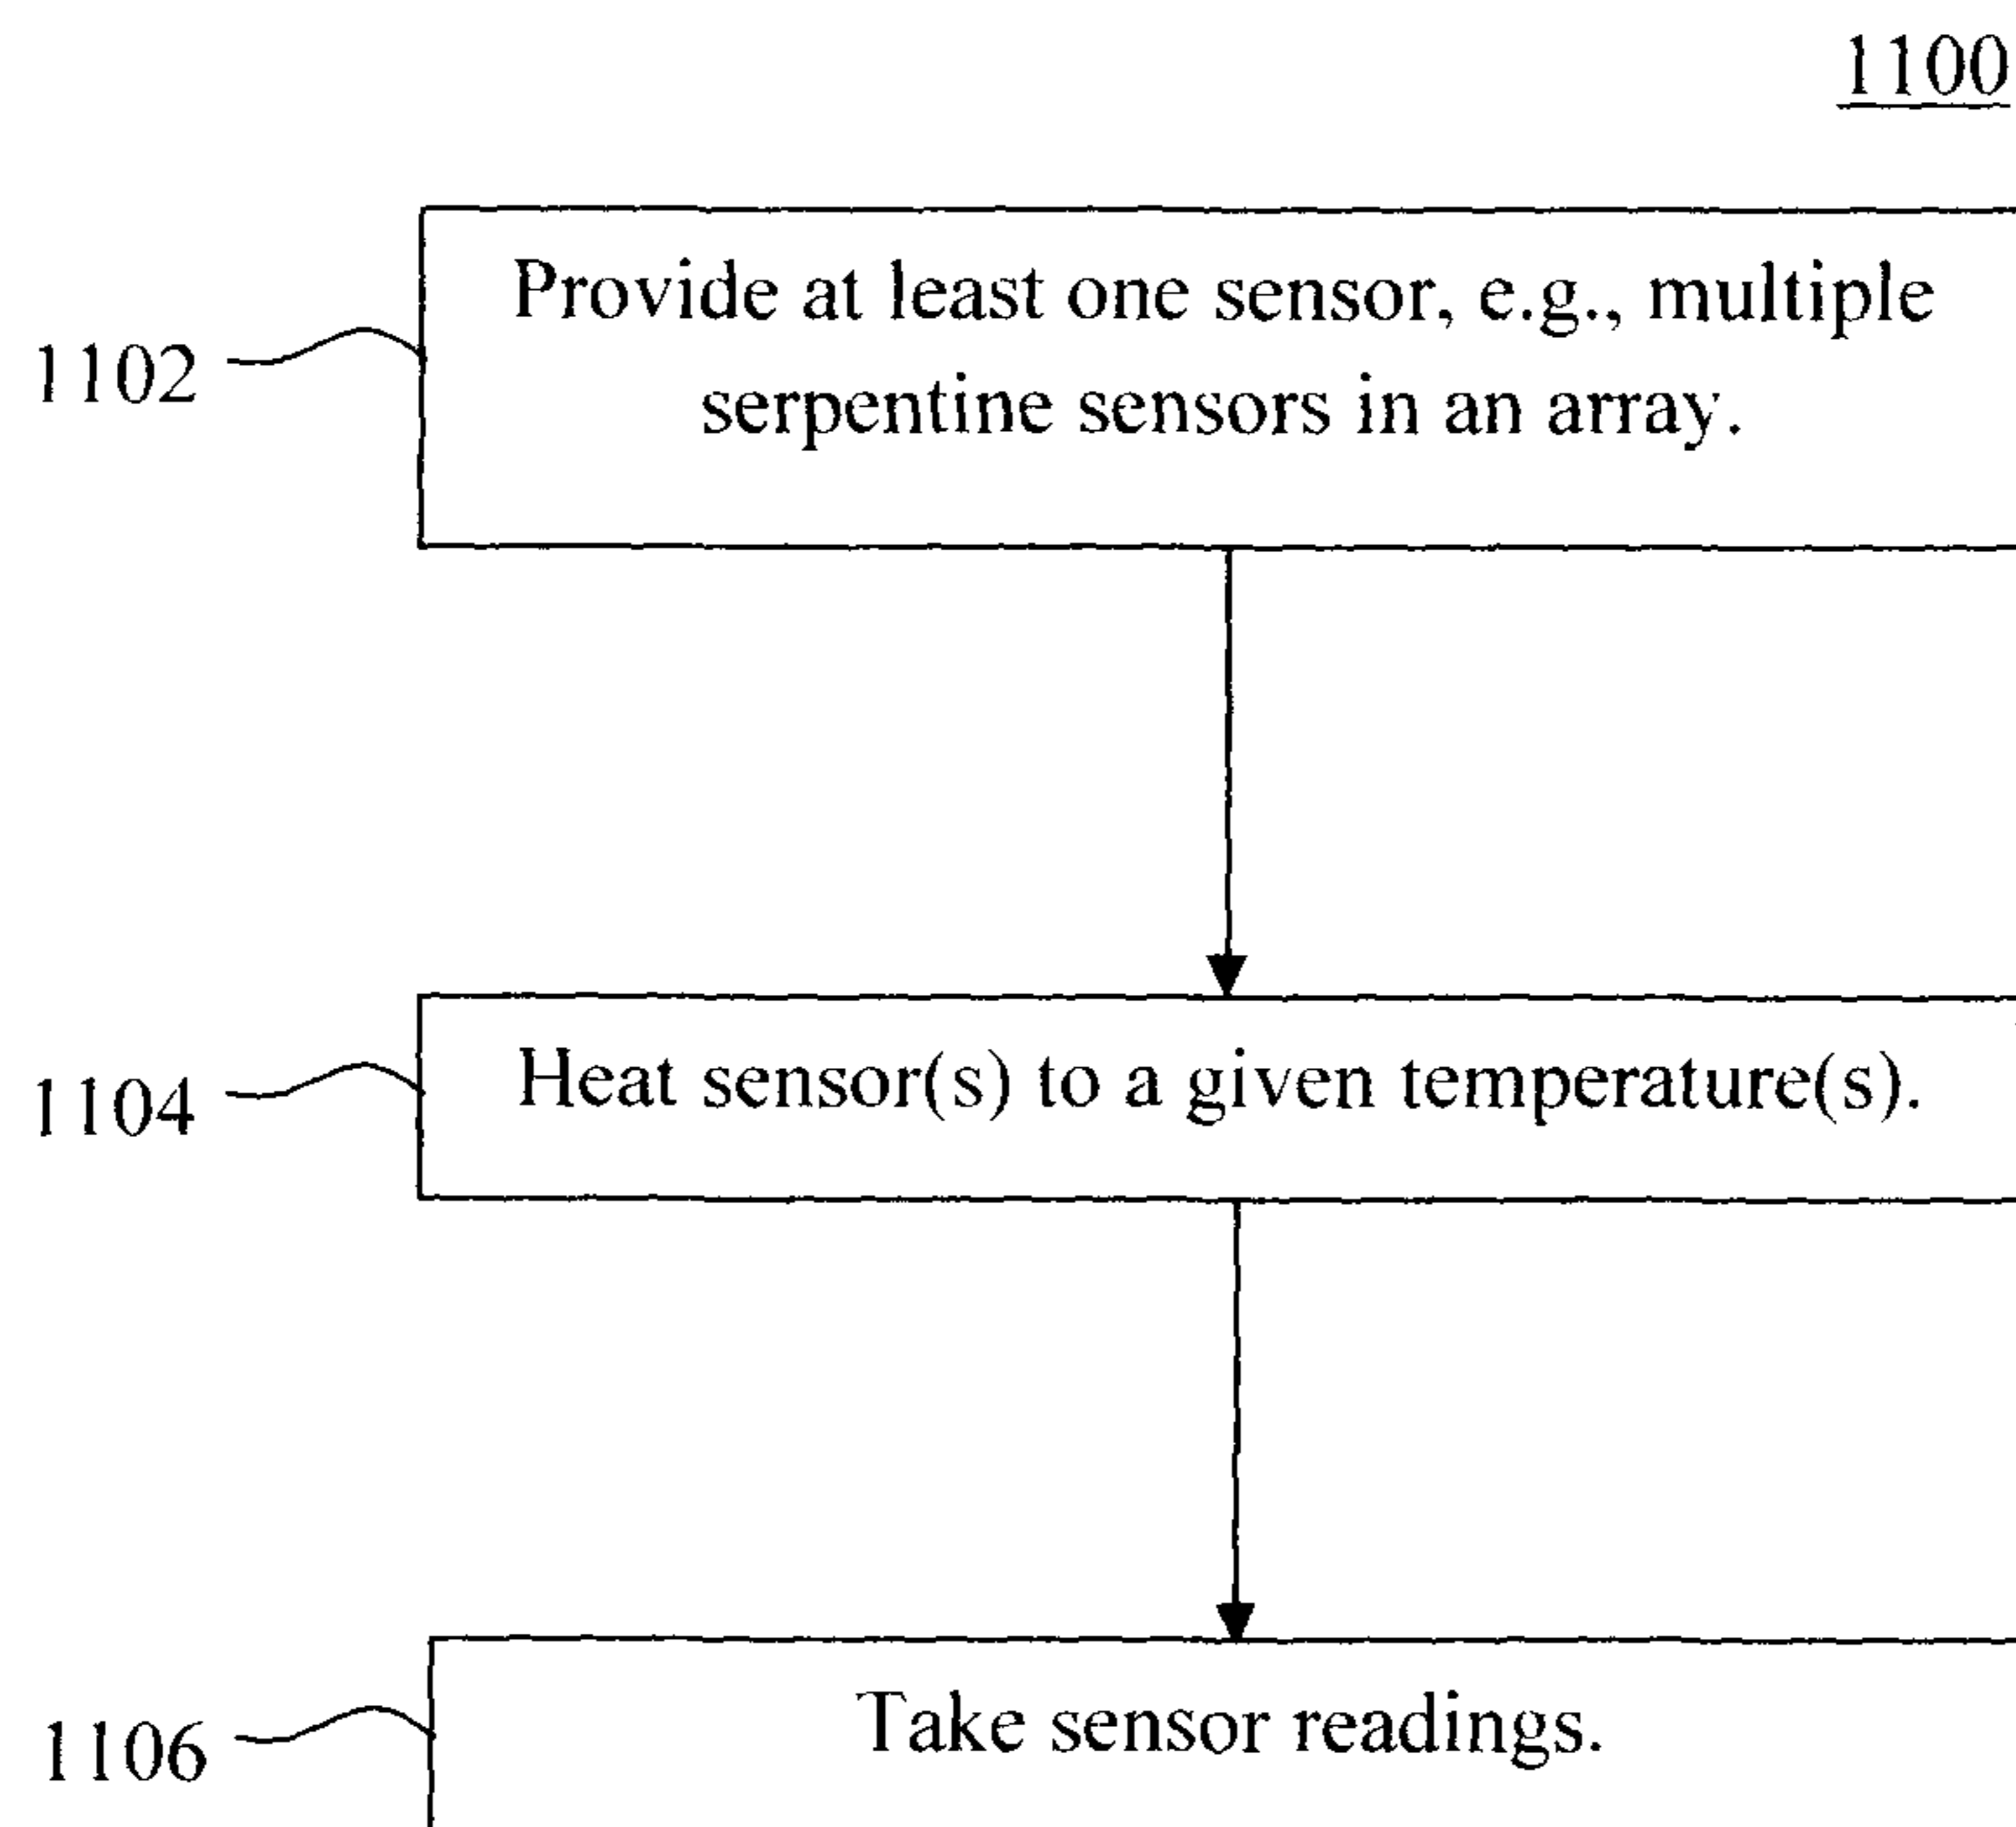 1100
Provide at least one sensor, e.g., multiple
serpentine sensors in an array.
1102
Heat sensor(s) to a given temperature(s).
1104
Take sensor readings.
1106